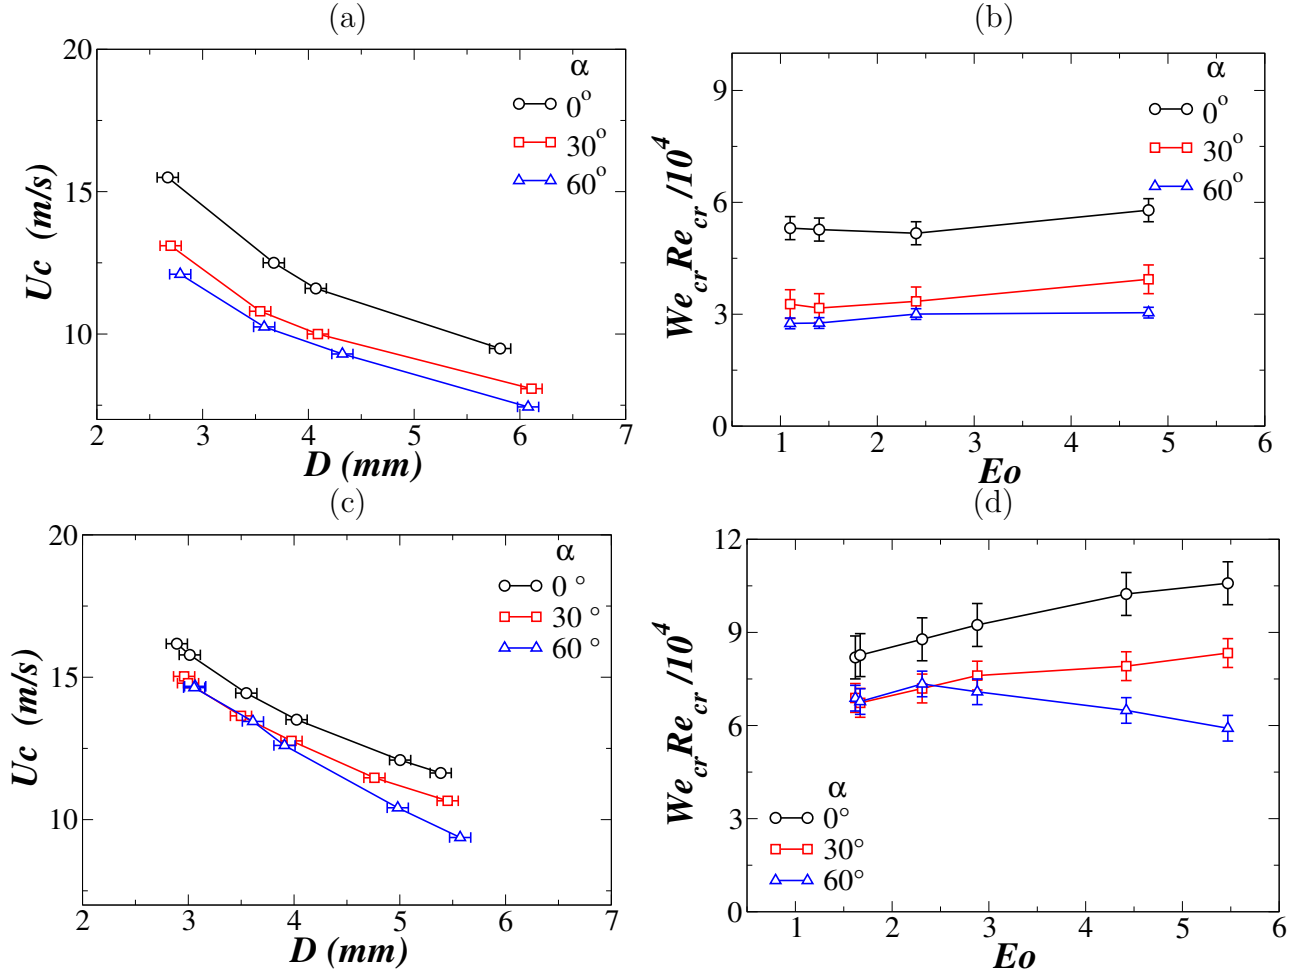 (a)
20
15
10
2 3 4 5 6 7
Uc (m/s)
D (mm)
α
0°
30°
60°
(b)
9
6
3
0
1 2 3 4 5 6
We_cr Re_cr /10^4
Eo
α
0°
30°
60°
(c)
20
15
10
2 3 4 5 6 7
Uc (m/s)
D (mm)
α
0 °
30 °
60 °
(d)
12
9
6
3
0
1 2 3 4 5 6
We_cr Re_cr /10^4
Eo
α
0°
30°
60°